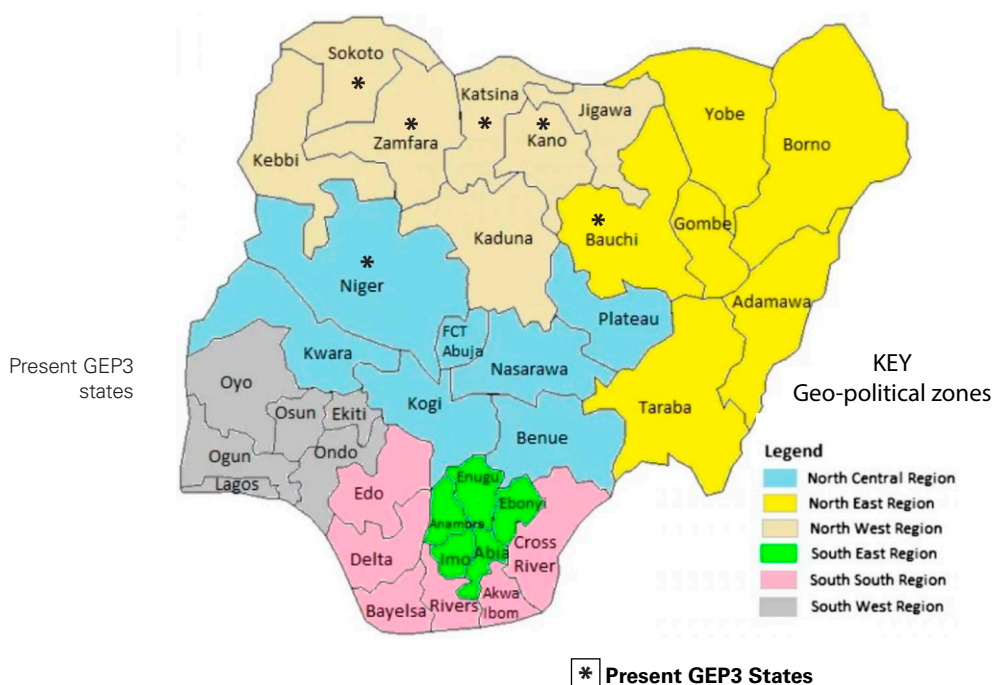 Sokoto
*
Katsina
*
Zamfara
*
Kano
*
Jigawa
Yobe
Borno
Kebbi
Kaduna
Bauchi
*
Gombe
Niger
*
Adamawa
Plateau
FCT
Abuja
Kwara
Nasarawa
Present GEP3
states
KEY
Geo-political zones
Oyo
Kogi
Taraba
Osun
Ekiti
Benue
Ondo
Ogun
Lagos
Edo
Enugu
Ebonyi
Anambra
Cross
River
Delta
Imo
Abia
Akwa
Ibom
Bayelsa
Rivers
Legend
North Central Region
North East Region
North West Region
South East Region
South South Region
South West Region
* Present GEP3 States